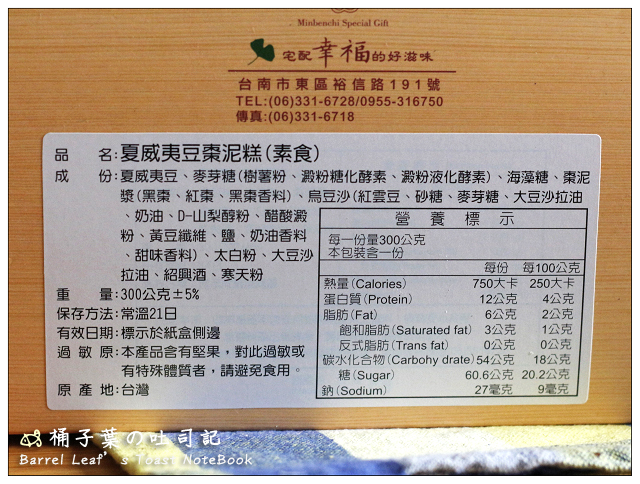 Minbenchi Special Gift
宅配幸福的好滋味
台南市東區裕信路191號
TEL:(06)331-6728/0955-316750
傳真:(06)331-6718
品 名:夏威夷豆棗泥糕(素食)
成 份:夏威夷豆、麥芽糖(樹薯粉、澱粉糖化酵素、澱粉液化酵素)、海藻糖、棗泥
漿(黑棗、紅棗、黑棗香料)、烏豆沙(紅雲豆、砂糖、麥芽糖、大豆沙拉油
、奶油、D-山梨醇粉、醋酸澱
粉、黃豆纖維、鹽、奶油香料
、甜味香料)、太白粉、大豆沙
拉油、紹興酒、寒天粉
重 量:300公克±5%
保存方法:常溫21日
有效日期:標示於紙盒側邊
過 敏 原:本產品含有堅果,對此過敏或
有特殊體質者,請避免食用。
原 產 地:台灣
營養標示
每一份量300公克
本包裝含一份
每份 每100公克
熱量(Calories) 750大卡 250大卡
蛋白質(Protein) 12公克 4公克
脂肪(Fat) 6公克 2公克
飽和脂肪(Saturated fat) 3公克 1公克
反式脂肪(Trans fat) 0公克 0公克
碳水化合物(Carbohy drate) 54公克 18公克
糖(Sugar) 60.6公克 20.2公克
鈉(Sodium) 27毫克 9毫克
桶子葉の吐司記
Barrel Leaf's Toast NoteBook